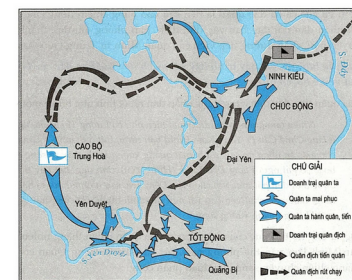 S. Đáy
NINH KIỀU
CHÚC ĐỘNG
CAO BỘ
Trung Hoà
Đại Yên
Yên Duyệt
TỐT ĐỘNG
S. Yên Duyệt
Quảng Bị
CHÚ GIẢI
Doanh trại quân ta
Quân ta mai phục
Quân ta hành quân, tiến
Doanh trại quân địch
Quân địch tiến quân
Quân địch rút chạy